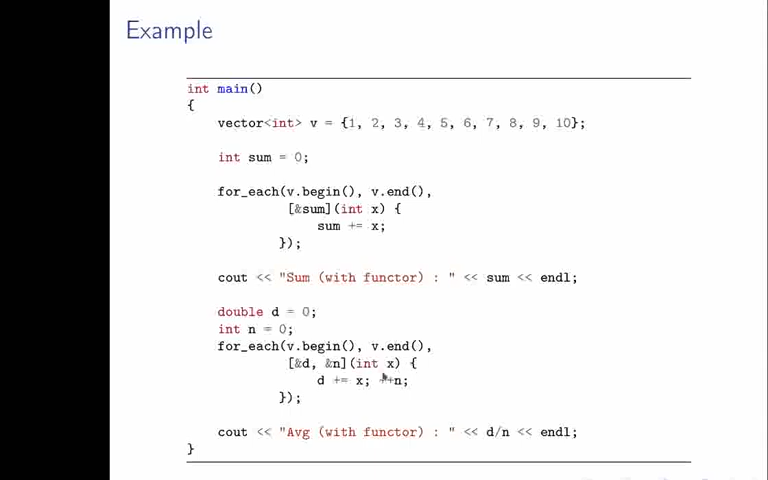 Example
int main()
{
vector<int> v = {1, 2, 3, 4, 5, 6, 7, 8, 9, 10};
int sum = 0;
for_each(v.begin(), v.end(),
[&sum](int x) {
sum += x;
});
cout << "Sum (with functor) : " << sum << endl;
double d = 0;
int n = 0;
for_each(v.begin(), v.end(),
[&d, &n](int x) {
d += x; ++n;
});
cout << "Avg (with functor) : " << d/n << endl;
}